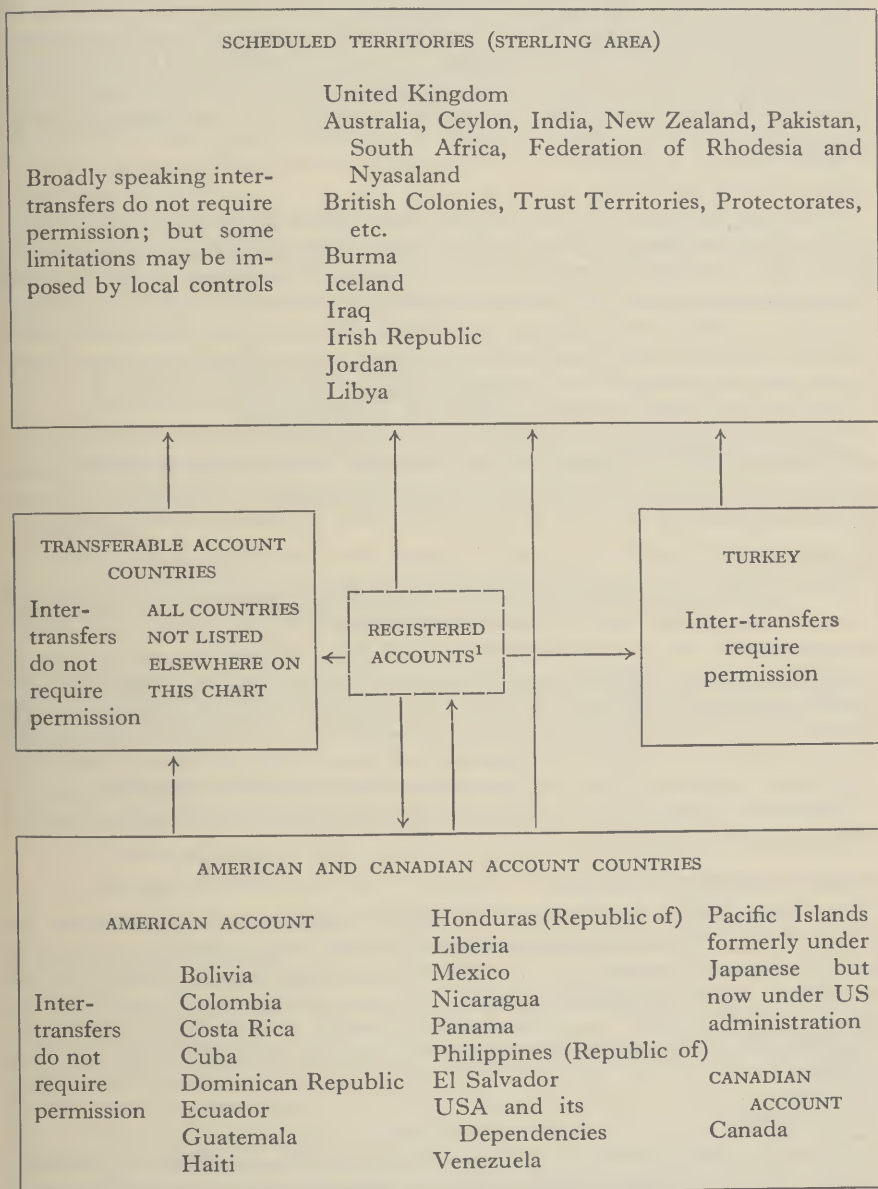 SCHEDULED TERRITORIES (STERLING AREA)
Broadly speaking inter-
transfers do not require
permission; but some
limitations may be im-
posed by local controls
United Kingdom
Australia, Ceylon, India, New Zealand, Pakistan,
South Africa, Federation of Rhodesia and
Nyasaland
British Colonies, Trust Territories, Protectorates,
etc.
Burma
Iceland
Iraq
Irish Republic
Jordan
Libya
TRANSFERABLE ACCOUNT
COUNTRIES
Inter-
transfers
do not
require
permission
ALL COUNTRIES
NOT LISTED
ELSEWHERE ON
THIS CHART
REGISTERED
ACCOUNTS¹
TURKEY
Inter-transfers
require
permission
AMERICAN AND CANADIAN ACCOUNT COUNTRIES
AMERICAN ACCOUNT
Inter-
transfers
do not
require
permission
Bolivia
Colombia
Costa Rica
Cuba
Dominican Republic
Ecuador
Guatemala
Haiti
Honduras (Republic of)
Liberia
Mexico
Nicaragua
Panama
Philippines (Republic of)
El Salvador
USA and its
Dependencies
Venezuela
Pacific Islands
formerly under
Japanese but
now under US
administration
CANADIAN
ACCOUNT
Canada